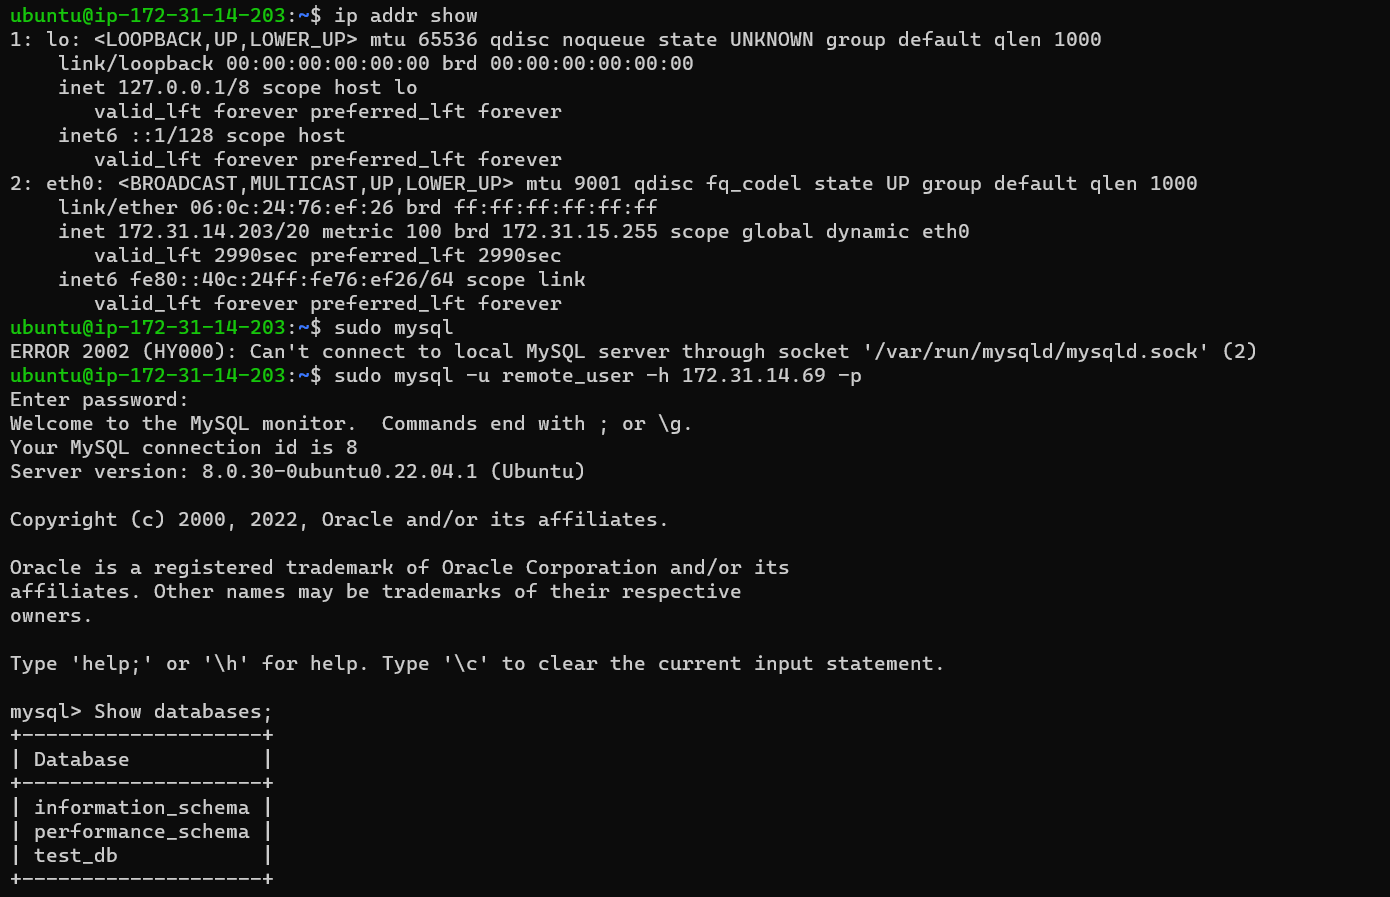 ubuntu@ip-172-31-14-203:~$ ip addr show
1: lo: <LOOPBACK,UP,LOWER_UP> mtu 65536 qdisc noqueue state UNKNOWN group default qlen 1000
    link/loopback 00:00:00:00:00:00 brd 00:00:00:00:00:00
    inet 127.0.0.1/8 scope host lo
       valid_lft forever preferred_lft forever
    inet6 ::1/128 scope host
       valid_lft forever preferred_lft forever
2: eth0: <BROADCAST,MULTICAST,UP,LOWER_UP> mtu 9001 qdisc fq_codel state UP group default qlen 1000
    link/ether 06:0c:24:76:ef:26 brd ff:ff:ff:ff:ff:ff
    inet 172.31.14.203/20 metric 100 brd 172.31.15.255 scope global dynamic eth0
       valid_lft 2990sec preferred_lft 2990sec
    inet6 fe80::40c:24ff:fe76:ef26/64 scope link
       valid_lft forever preferred_lft forever
ubuntu@ip-172-31-14-203:~$ sudo mysql
ERROR 2002 (HY000): Can't connect to local MySQL server through socket '/var/run/mysqld/mysqld.sock' (2)
ubuntu@ip-172-31-14-203:~$ sudo mysql -u remote_user -h 172.31.14.69 -p
Enter password:
Welcome to the MySQL monitor.  Commands end with ; or \g.
Your MySQL connection id is 8
Server version: 8.0.30-0ubuntu0.22.04.1 (Ubuntu)

Copyright (c) 2000, 2022, Oracle and/or its affiliates.

Oracle is a registered trademark of Oracle Corporation and/or its
affiliates. Other names may be trademarks of their respective
owners.

Type 'help;' or '\h' for help. Type '\c' to clear the current input statement.

mysql> Show databases;
+--------------------+
| Database           |
+--------------------+
| information_schema |
| performance_schema |
| test_db            |
+--------------------+